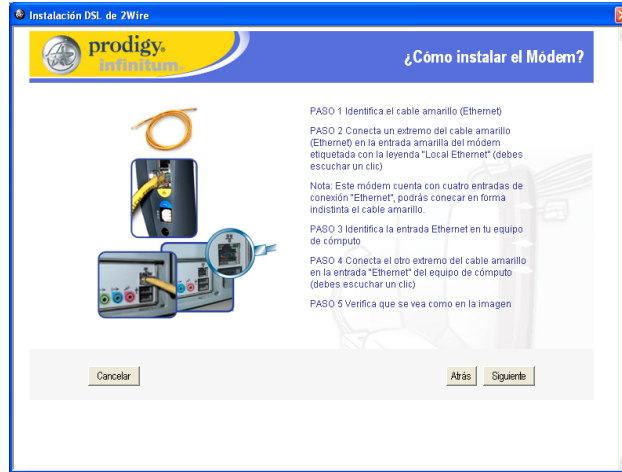 Instalación DSL de 2Wire
prodigy.
infinitum.
¿Cómo instalar el Módem?
PASO 1 Identifica el cable amarillo (Ethernet)
PASO 2 Conecta un extremo del cable amarillo
(Ethernet) en la entrada amarilla del módem
etiquetada con la leyenda "Local Ethernet" (debes
escuchar un clic)
Nota: Este módem cuenta con cuatro entradas de
conexión "Ethernet", podrás conecar en forma
indistinta el cable amarillo.
PASO 3 Identifica la entrada Ethernet en tu equipo
de cómputo
PASO 4 Conecta el otro extremo del cable amarillo
en la entrada "Ethernet" del equipo de cómputo
(debes escuchar un clic)
PASO 5 Verifica que se vea como en la imagen
Cancelar
Atrás
Siguiente